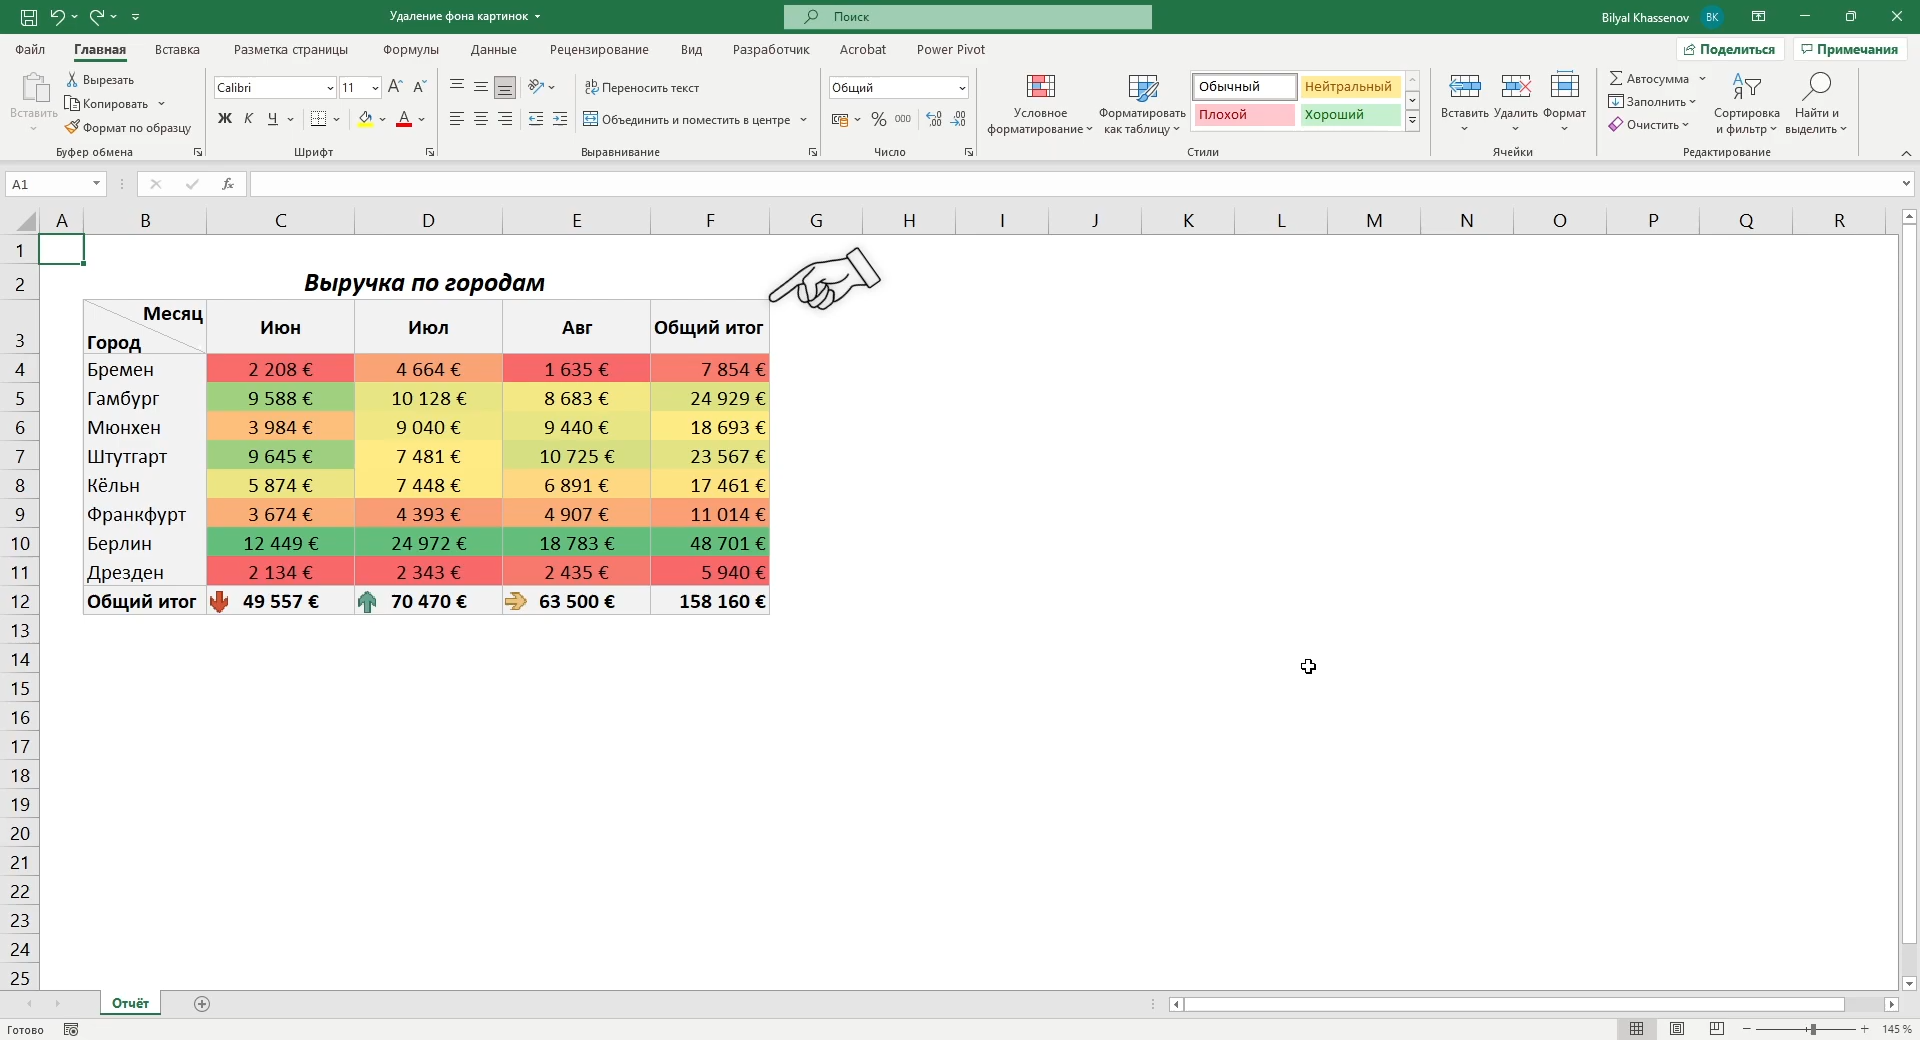 Удаление фона картинок
Поиск
Bilyal Khassenov BK
Файл Главная Вставка Разметка страницы Формулы Данные Рецензирование Вид Разработчик Acrobat Power Pivot
Поделиться Примечания
Вставить
Вырезать
Копировать
Формат по образцу
Буфер обмена
Calibri 11
Ж К Ч
Шрифт
Переносить текст
Объединить и поместить в центре
Выравнивание
Общий
% 000
Число
Условное форматирование
Форматировать как таблицу
Обычный Нейтральный
Плохой Хороший
Стили
Вставить Удалить Формат
Ячейки
Автосумма
Заполнить
Очистить
Сортировка и фильтр
Найти и выделить
Редактирование
A1
fx
A B C D E F G H I J K L M N O P Q R
1
2 Выручка по городам
3 Месяц Город Июн Июл Авг Общий итог
4 Бремен 2 208 € 4 664 € 1 635 € 7 854 €
5 Гамбург 9 588 € 10 128 € 8 683 € 24 929 €
6 Мюнхен 3 984 € 9 040 € 9 440 € 18 693 €
7 Штутгарт 9 645 € 7 481 € 10 725 € 23 567 €
8 Кёльн 5 874 € 7 448 € 6 891 € 17 461 €
9 Франкфурт 3 674 € 4 393 € 4 907 € 11 014 €
10 Берлин 12 449 € 24 972 € 18 783 € 48 701 €
11 Дрезден 2 134 € 2 343 € 2 435 € 5 940 €
12 Общий итог 49 557 € 70 470 € 63 500 € 158 160 €
13
14
15
16
17
18
19
20
21
22
23
24
25
Отчёт
Готово
145 %